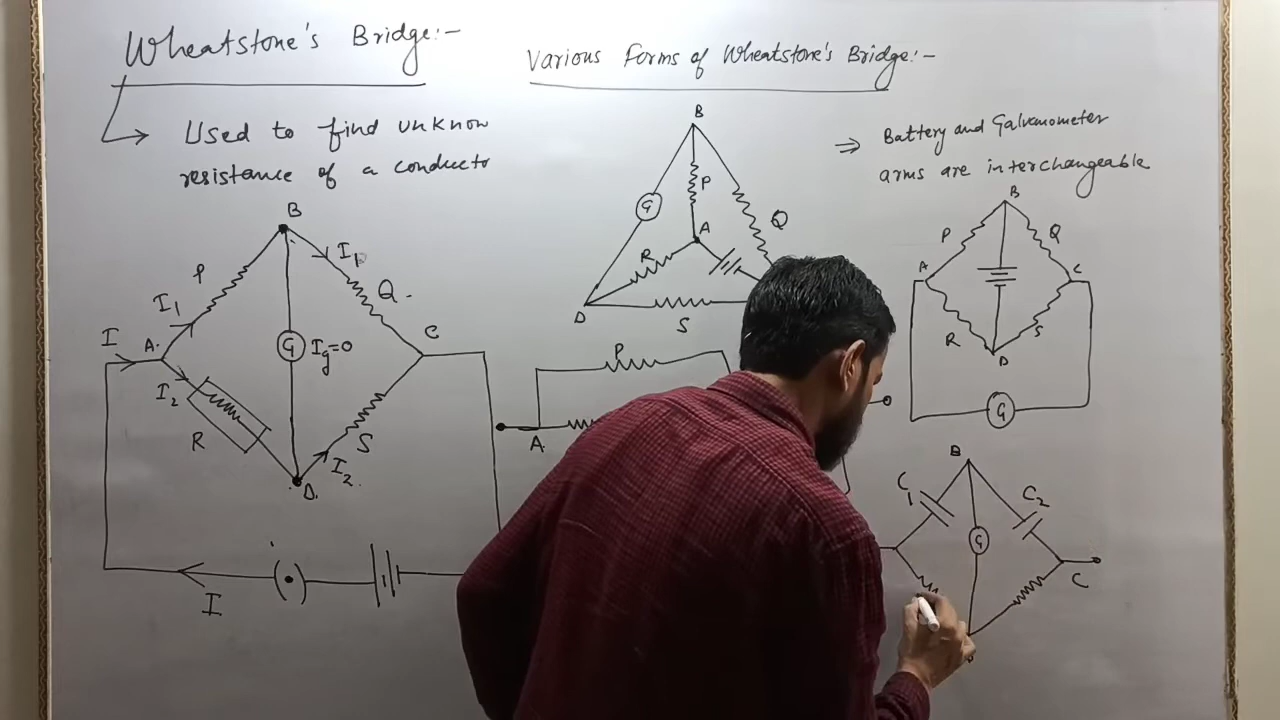 Wheatstone's Bridge:-
Used to find unknow
resistance of a conducto
B
P
I1
I1
Q
I
A
C
G
Ig=0
I2
R
S
I2
D
I
Various Forms of Wheatstone's Bridge:-
B
G
P
Q
A
R
D
S
P
A
⇒ Battery and Galvanometer
arms are interchangeable
B
P
Q
A
C
R
S
D
G
B
C1
C2
G
C